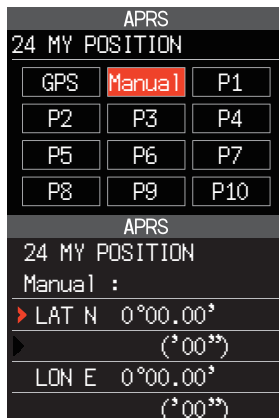 APRS
24 MY POSITION
GPS Manual P1
P2 P3 P4
P5 P6 P7
P8 P9 P10
APRS
24 MY POSITION
Manual :
LAT N 0°00.00’
(’00”)
LON E 0°00.00’
(’00”)